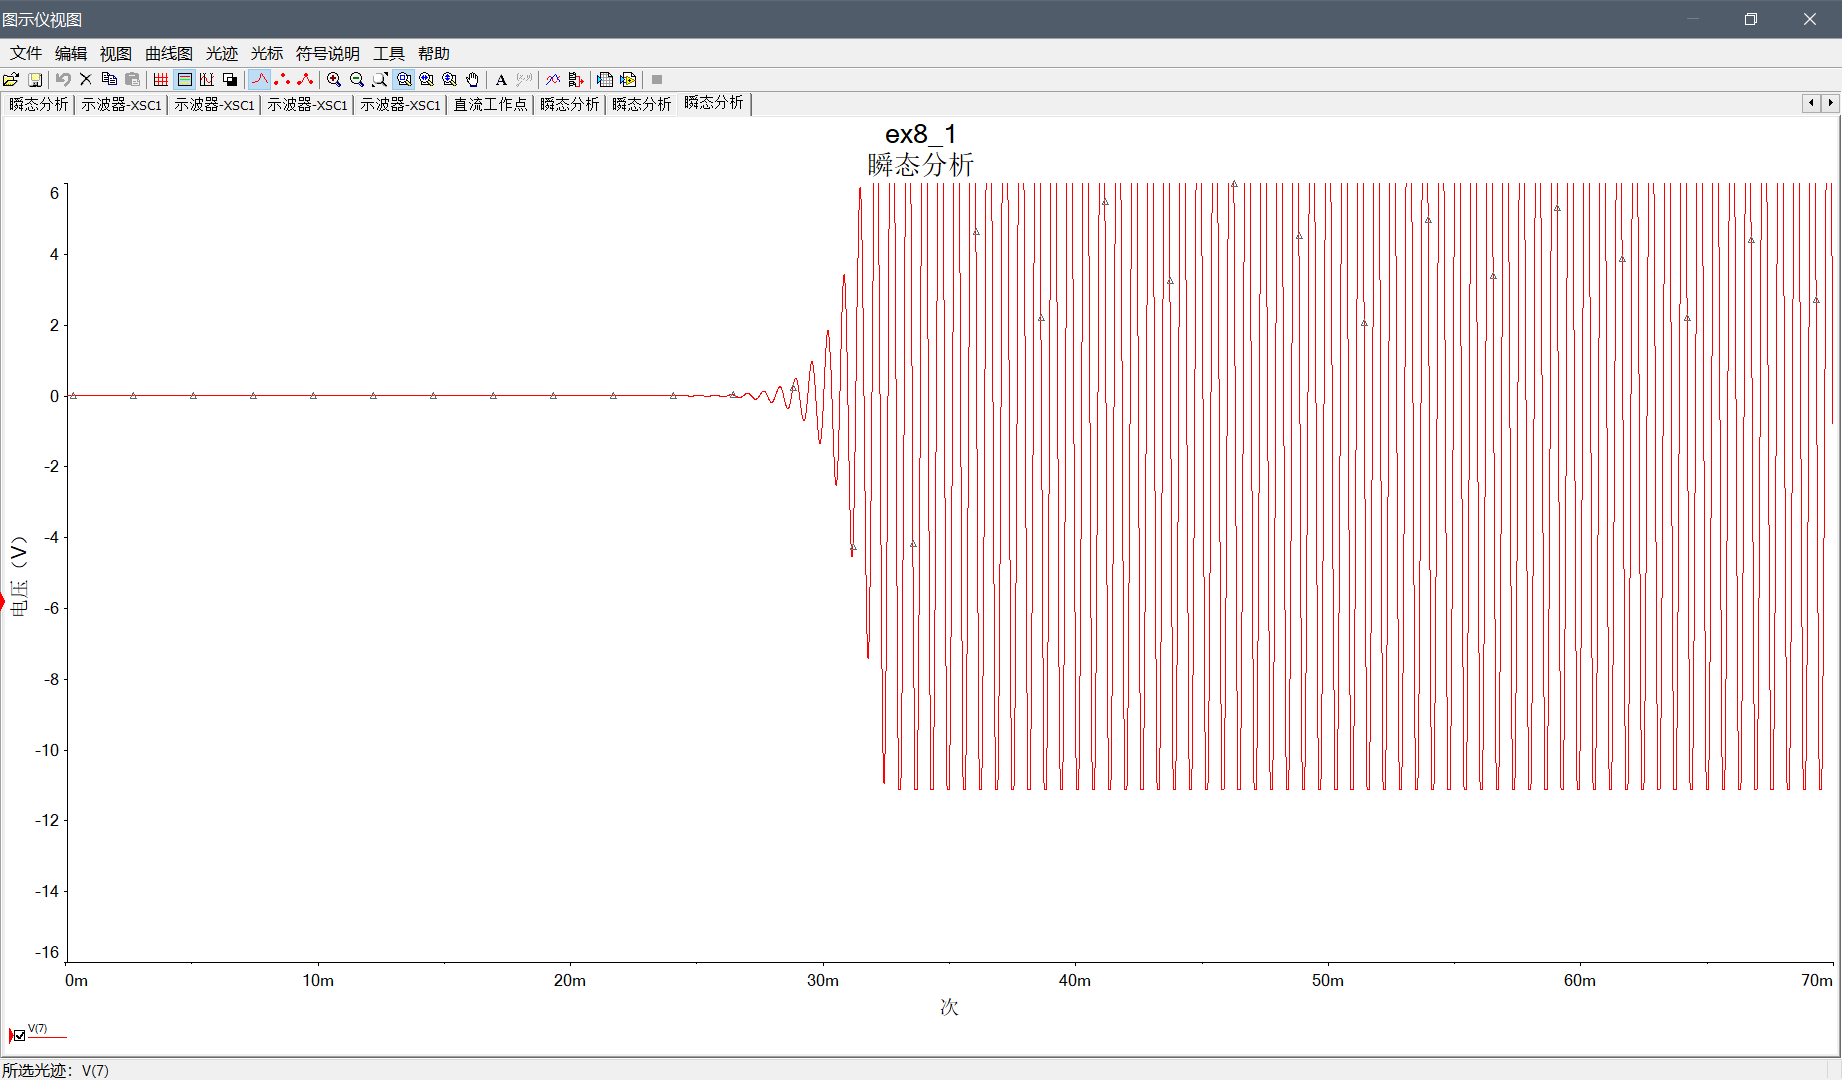 图示仪视图
文件 编辑 视图 曲线图 光迹 光标 符号说明 工具 帮助
瞬态分析 示波器-XSC1 示波器-XSC1 示波器-XSC1 示波器-XSC1 直流工作点 瞬态分析 瞬态分析 瞬态分析
ex8_1
瞬态分析
6
4
2
0
-2
-4
-6
-8
-10
-12
-14
-16
电压（V）
0m 10m 20m 30m 40m 50m 60m 70m
次
V(7)
所选光迹： V(7)